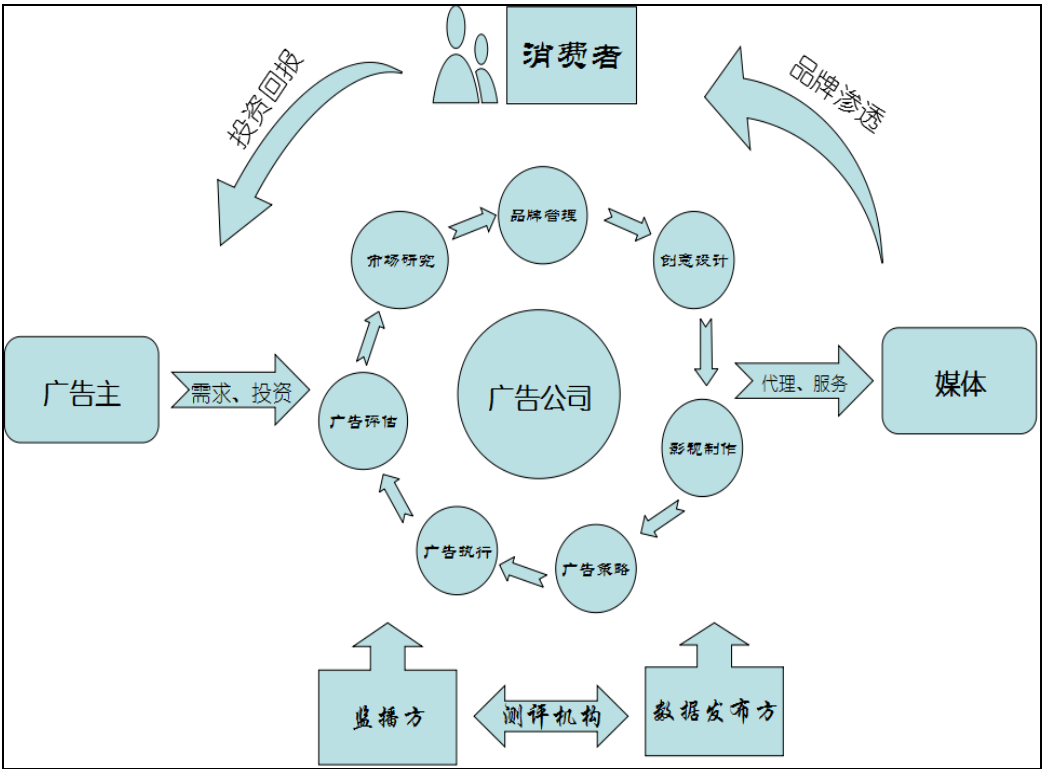 消费者
投资回报
品牌渗透
品牌管理
市场研究
创意设计
广告主
需求、投资
广告公司
代理、服务
媒体
广告评估
影视制作
广告执行
广告策略
监播方
测评机构
数据发布方